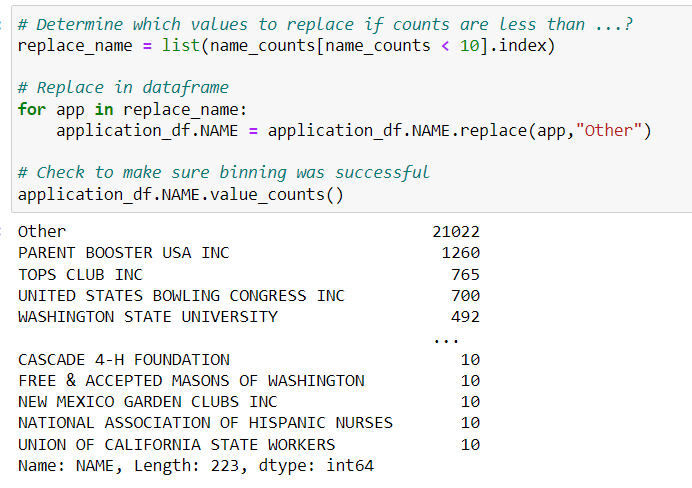 # Determine which values to replace if counts are less than ...?
replace_name = list(name_counts[name_counts < 10].index)
# Replace in dataframe
for app in replace_name:
    application_df.NAME = application_df.NAME.replace(app,"Other")
# Check to make sure binning was successful
application_df.NAME.value_counts()
Other 21022
PARENT BOOSTER USA INC 1260
TOPS CLUB INC 765
UNITED STATES BOWLING CONGRESS INC 700
WASHINGTON STATE UNIVERSITY 492
...
CASCADE 4-H FOUNDATION 10
FREE & ACCEPTED MASONS OF WASHINGTON 10
NEW MEXICO GARDEN CLUBS INC 10
NATIONAL ASSOCIATION OF HISPANIC NURSES 10
UNION OF CALIFORNIA STATE WORKERS 10
Name: NAME, Length: 223, dtype: int64